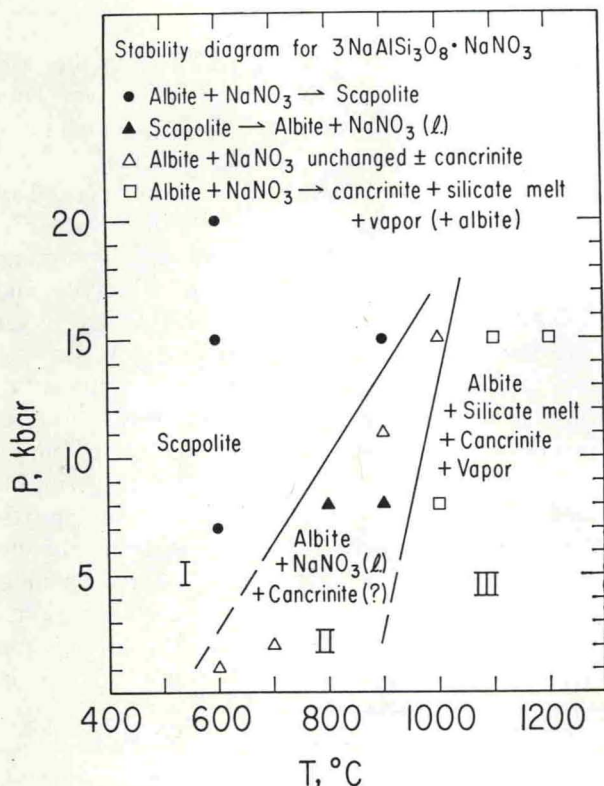 Stability diagram for 3NaAlSi₃O₈·NaNO₃
● Albite + NaNO₃ → Scapolite
▲ Scapolite → Albite + NaNO₃ (ℓ.)
△ Albite + NaNO₃ unchanged ± cancrinite
□ Albite + NaNO₃ → cancrinite + silicate melt
+ vapor (+ albite)
20
15
10
5
P, kbar
Scapolite
I
Albite
+ NaNO₃(ℓ)
+ Cancrinite (?)
II
Albite
+ Silicate melt
+ Cancrinite
+ Vapor
III
400 600 800 1000 1200
T, °C